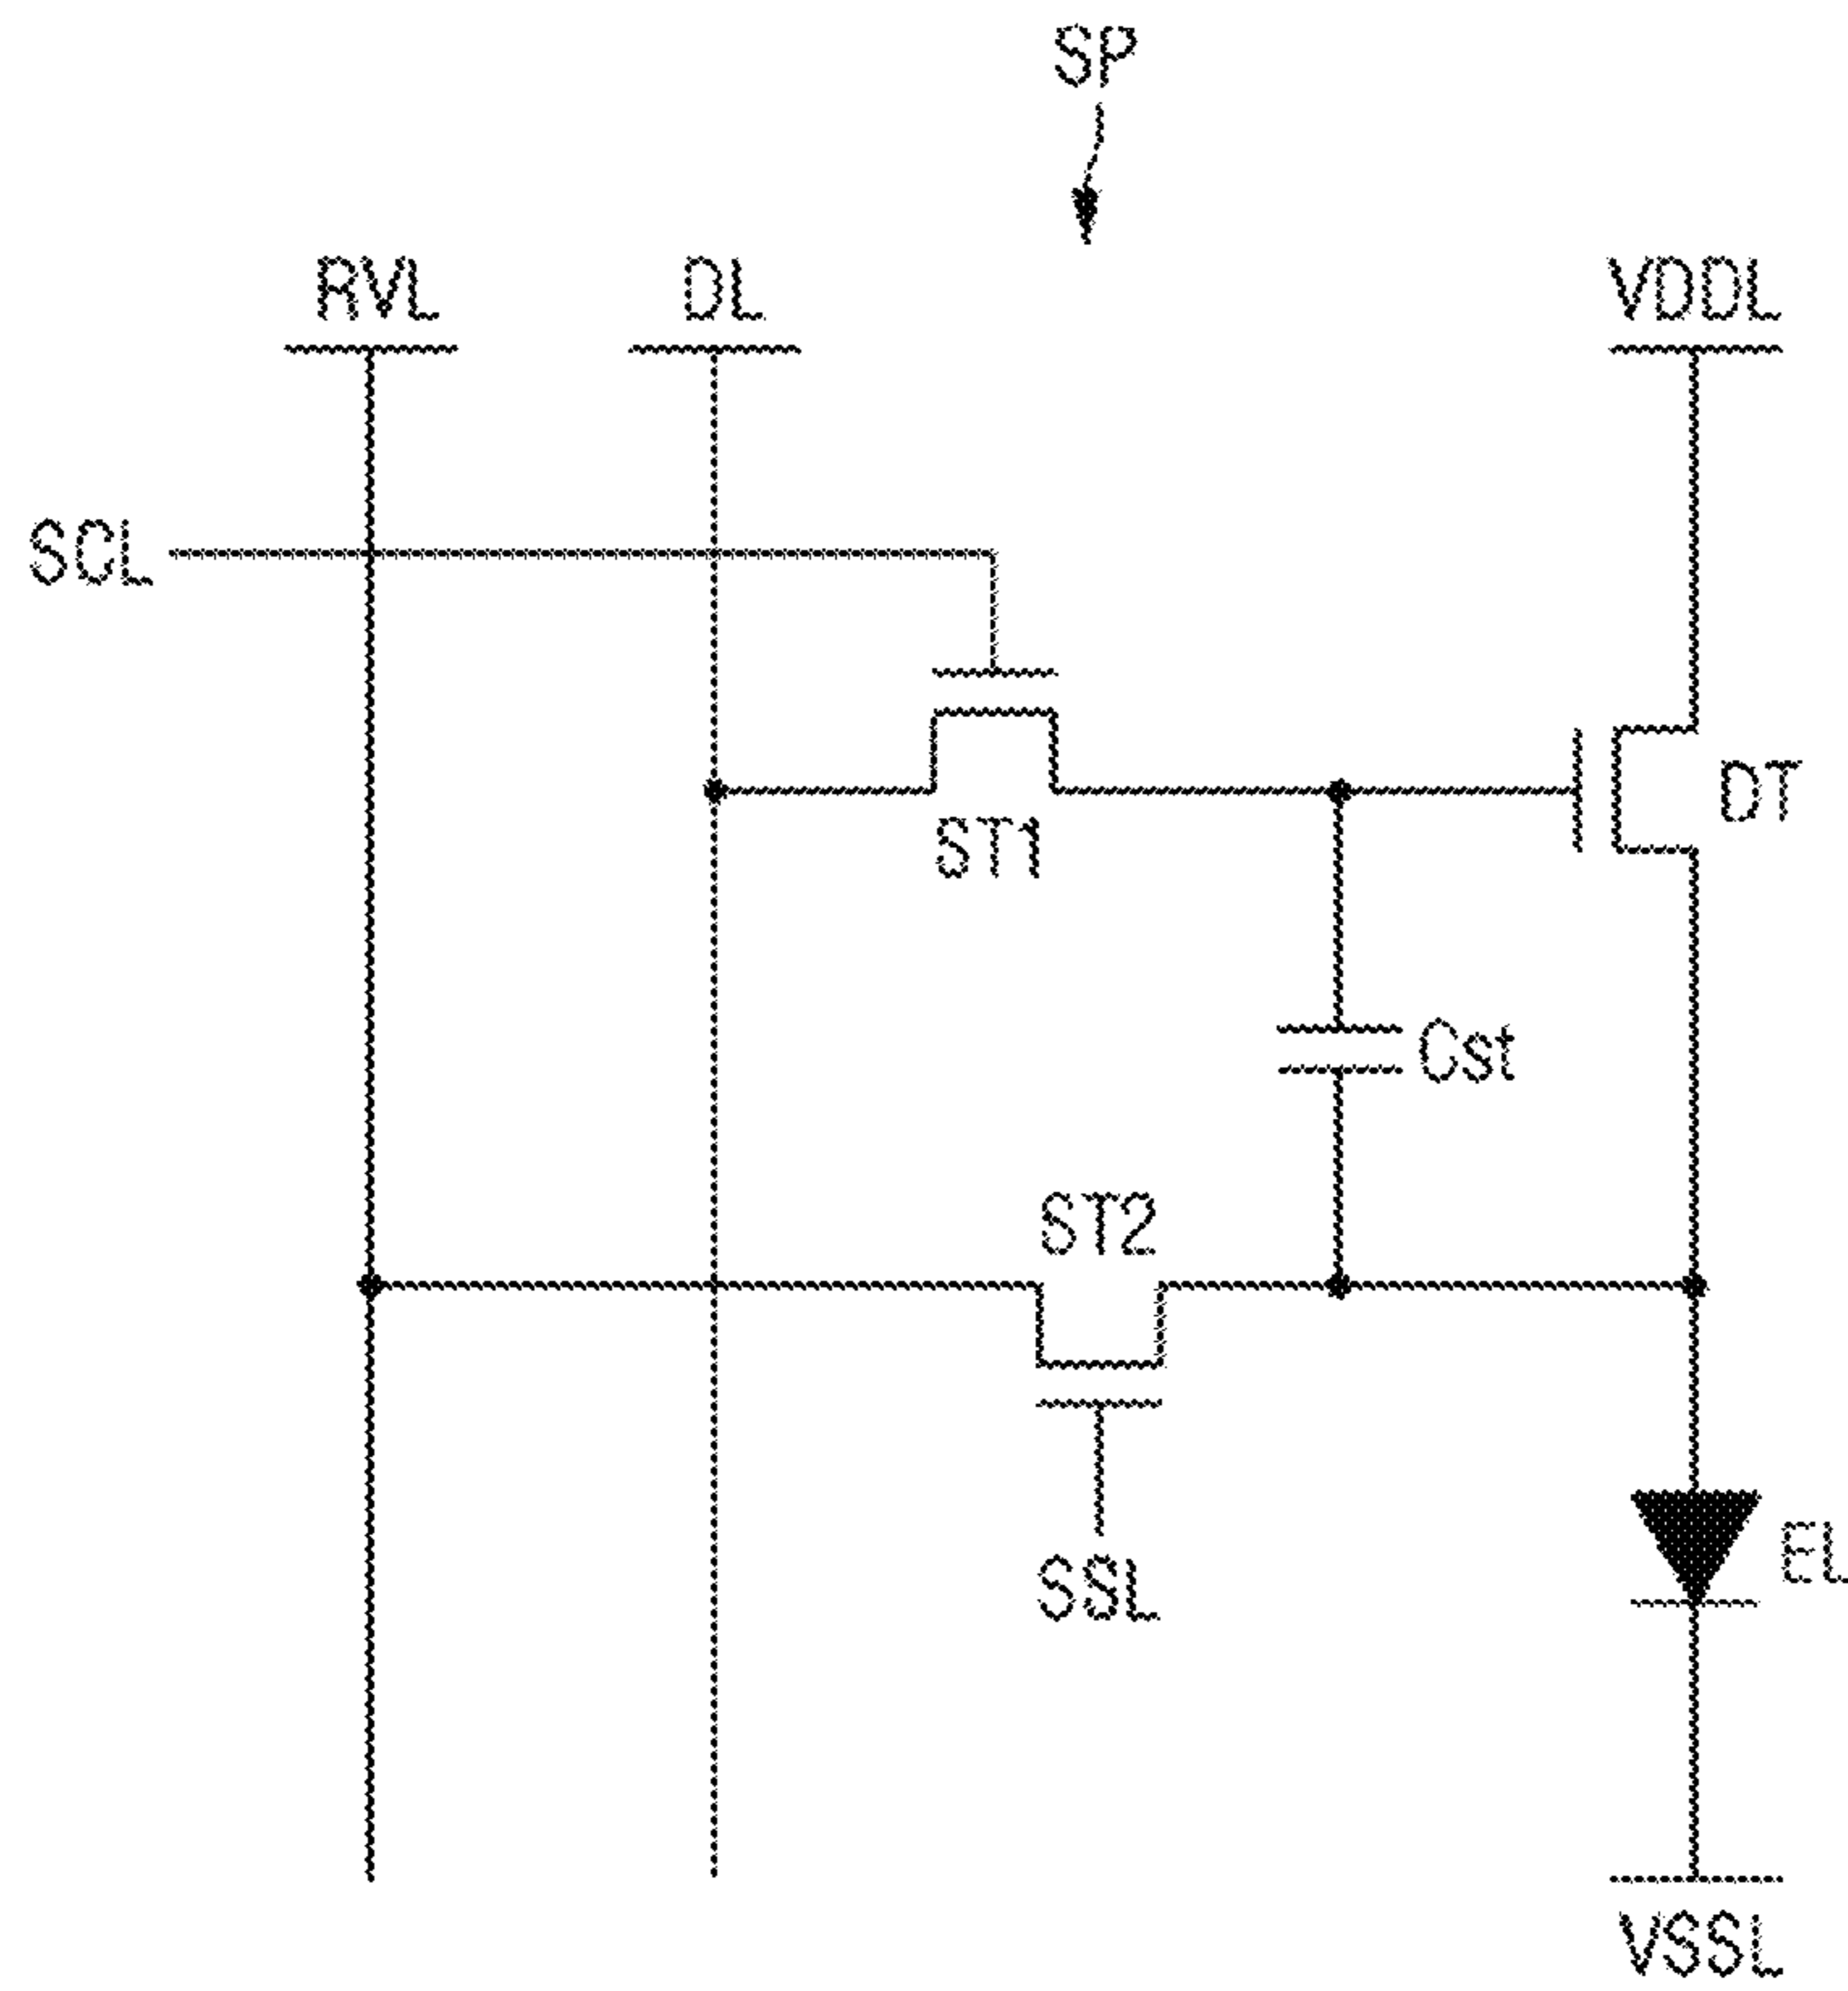 SP
RVL
DL
VDDL
SCL
DT
ST1
Cst
ST2
EL
SSL
VSSL